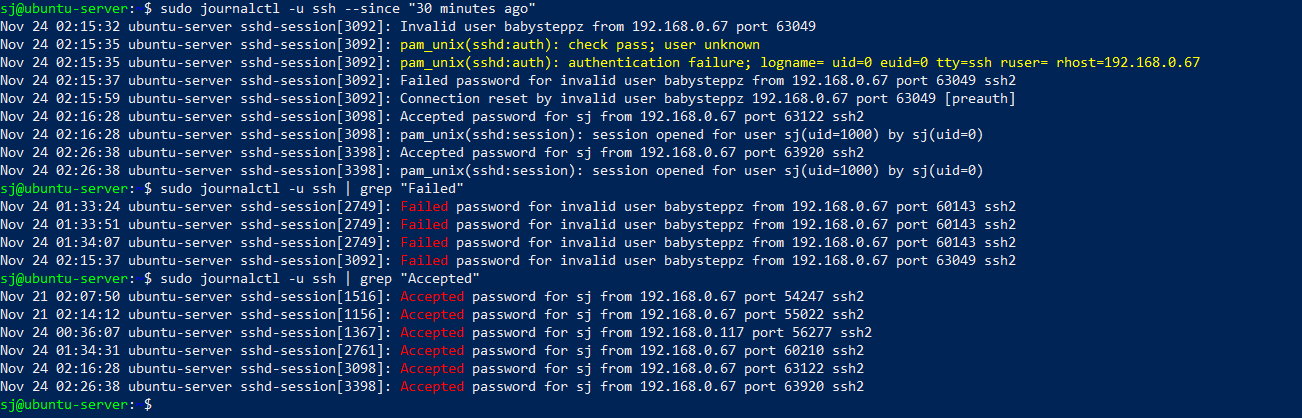 sj@ubuntu-server: $ sudo journalctl -u ssh --since "30 minutes ago"
Nov 24 02:15:32 ubuntu-server sshd-session[3092]: Invalid user babysteppz from 192.168.0.67 port 63049
Nov 24 02:15:35 ubuntu-server sshd-session[3092]: pam_unix(sshd:auth): check pass; user unknown
Nov 24 02:15:35 ubuntu-server sshd-session[3092]: pam_unix(sshd:auth): authentication failure; logname= uid=0 euid=0 tty=ssh ruser= rhost=192.168.0.67
Nov 24 02:15:37 ubuntu-server sshd-session[3092]: Failed password for invalid user babysteppz from 192.168.0.67 port 63049 ssh2
Nov 24 02:15:59 ubuntu-server sshd-session[3092]: Connection reset by invalid user babysteppz 192.168.0.67 port 63049 [preauth]
Nov 24 02:16:28 ubuntu-server sshd-session[3098]: Accepted password for sj from 192.168.0.67 port 63122 ssh2
Nov 24 02:16:28 ubuntu-server sshd-session[3098]: pam_unix(sshd:session): session opened for user sj(uid=1000) by sj(uid=0)
Nov 24 02:26:38 ubuntu-server sshd-session[3398]: Accepted password for sj from 192.168.0.67 port 63920 ssh2
Nov 24 02:26:38 ubuntu-server sshd-session[3398]: pam_unix(sshd:session): session opened for user sj(uid=1000) by sj(uid=0)
sj@ubuntu-server: $ sudo journalctl -u ssh | grep "Failed"
Nov 24 01:33:24 ubuntu-server sshd-session[2749]: Failed password for invalid user babysteppz from 192.168.0.67 port 60143 ssh2
Nov 24 01:33:51 ubuntu-server sshd-session[2749]: Failed password for invalid user babysteppz from 192.168.0.67 port 60143 ssh2
Nov 24 01:34:07 ubuntu-server sshd-session[2749]: Failed password for invalid user babysteppz from 192.168.0.67 port 60143 ssh2
Nov 24 02:15:37 ubuntu-server sshd-session[3092]: Failed password for invalid user babysteppz from 192.168.0.67 port 63049 ssh2
sj@ubuntu-server: $ sudo journalctl -u ssh | grep "Accepted"
Nov 21 02:07:50 ubuntu-server sshd-session[1516]: Accepted password for sj from 192.168.0.67 port 54247 ssh2
Nov 21 02:14:12 ubuntu-server sshd-session[1156]: Accepted password for sj from 192.168.0.67 port 55022 ssh2
Nov 24 00:36:07 ubuntu-server sshd-session[1367]: Accepted password for sj from 192.168.0.117 port 56277 ssh2
Nov 24 01:34:31 ubuntu-server sshd-session[2761]: Accepted password for sj from 192.168.0.67 port 60210 ssh2
Nov 24 02:16:28 ubuntu-server sshd-session[3098]: Accepted password for sj from 192.168.0.67 port 63122 ssh2
Nov 24 02:26:38 ubuntu-server sshd-session[3398]: Accepted password for sj from 192.168.0.67 port 63920 ssh2
sj@ubuntu-server: $